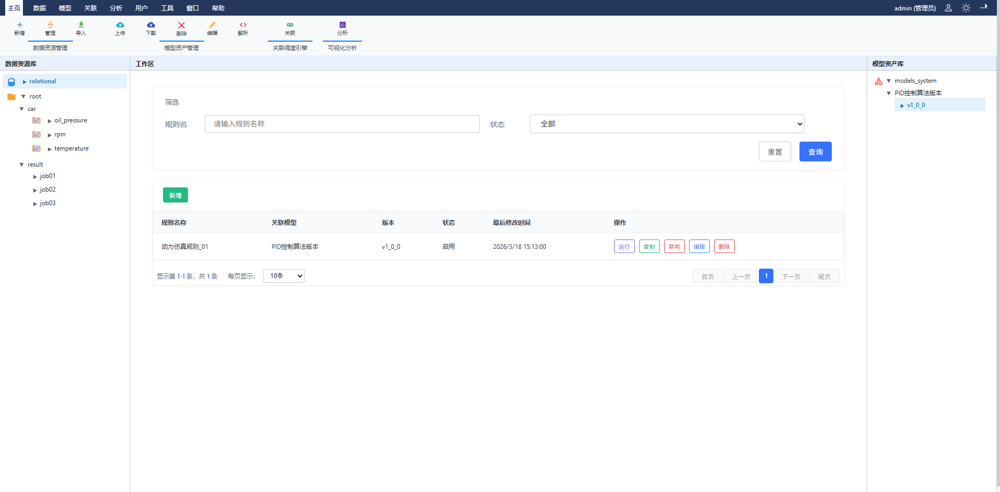 主页 数据 模型 关联 分析 用户 工具 窗口 帮助 admin (管理员)
新增 管理 导入 上传 下载 删除 编辑 解析 关联 分析
数据资源管理 模型资产管理 关联调度引擎 可视化分析
数据资源库
relational
root
car
oil_pressure
rpm
temperature
result
job01
job02
job03
工作区
筛选
规则名 请输入规则名称 状态 全部
重置 查询
新增
规则名称 关联模型 版本 状态 最后修改时间 操作
动力仿真规则_01 PID控制算法版本 v1_0_0 启用 2026/3/18 15:13:00 运行 复制 禁用 编辑 删除
显示第 1-1 条，共 1 条 每页显示： 10条 首页 上一页 1 下一页 尾页
模型资产库
models_system
PID控制算法版本
v1_0_0